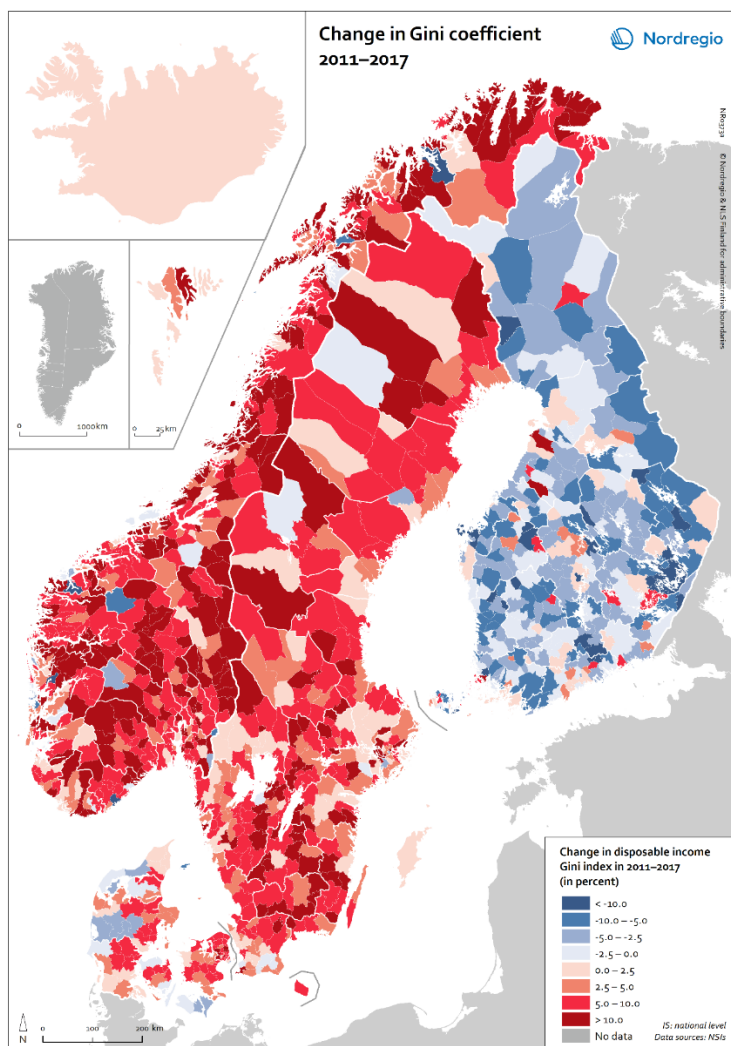 Change in Gini coefficient
2011–2017
Nordregio
NR03732
© Nordregio & NLS Finland for administrative boundaries
0 1000 km
0 25 km
Change in disposable income
Gini index in 2011–2017
(in percent)
< -10.0
-10.0 – -5.0
-5.0 – -2.5
-2.5 – 0.0
0.0 – 2.5
2.5 – 5.0
5.0 – 10.0
> 10.0
No data
IS: national level
Data sources: NSIs
N
0 100 200 km